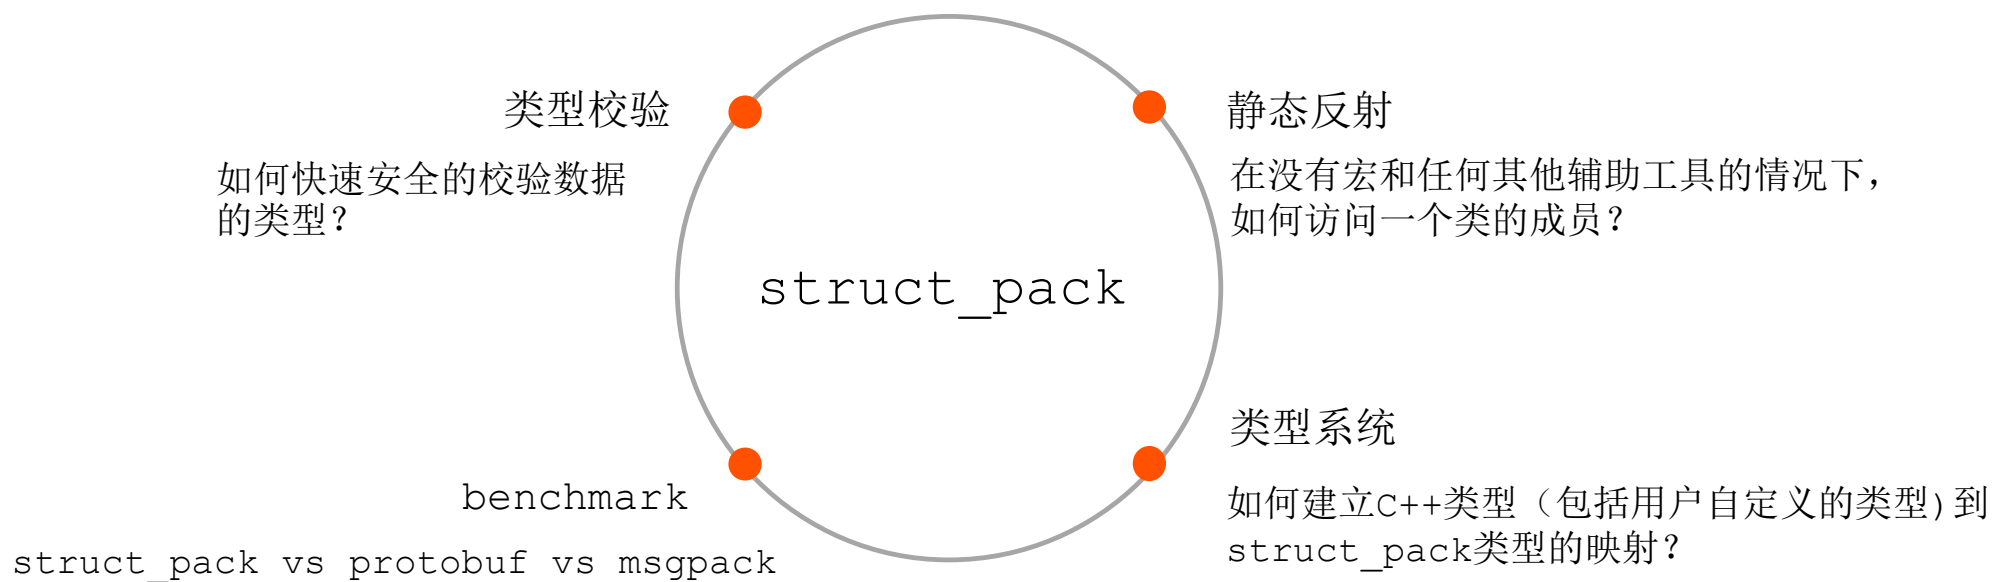 类型校验
如何快速安全的校验数据
的类型？
静态反射
在没有宏和任何其他辅助工具的情况下，
如何访问一个类的成员？
struct_pack
benchmark
struct_pack vs protobuf vs msgpack
类型系统
如何建立C++类型（包括用户自定义的类型)到
struct_pack类型的映射？